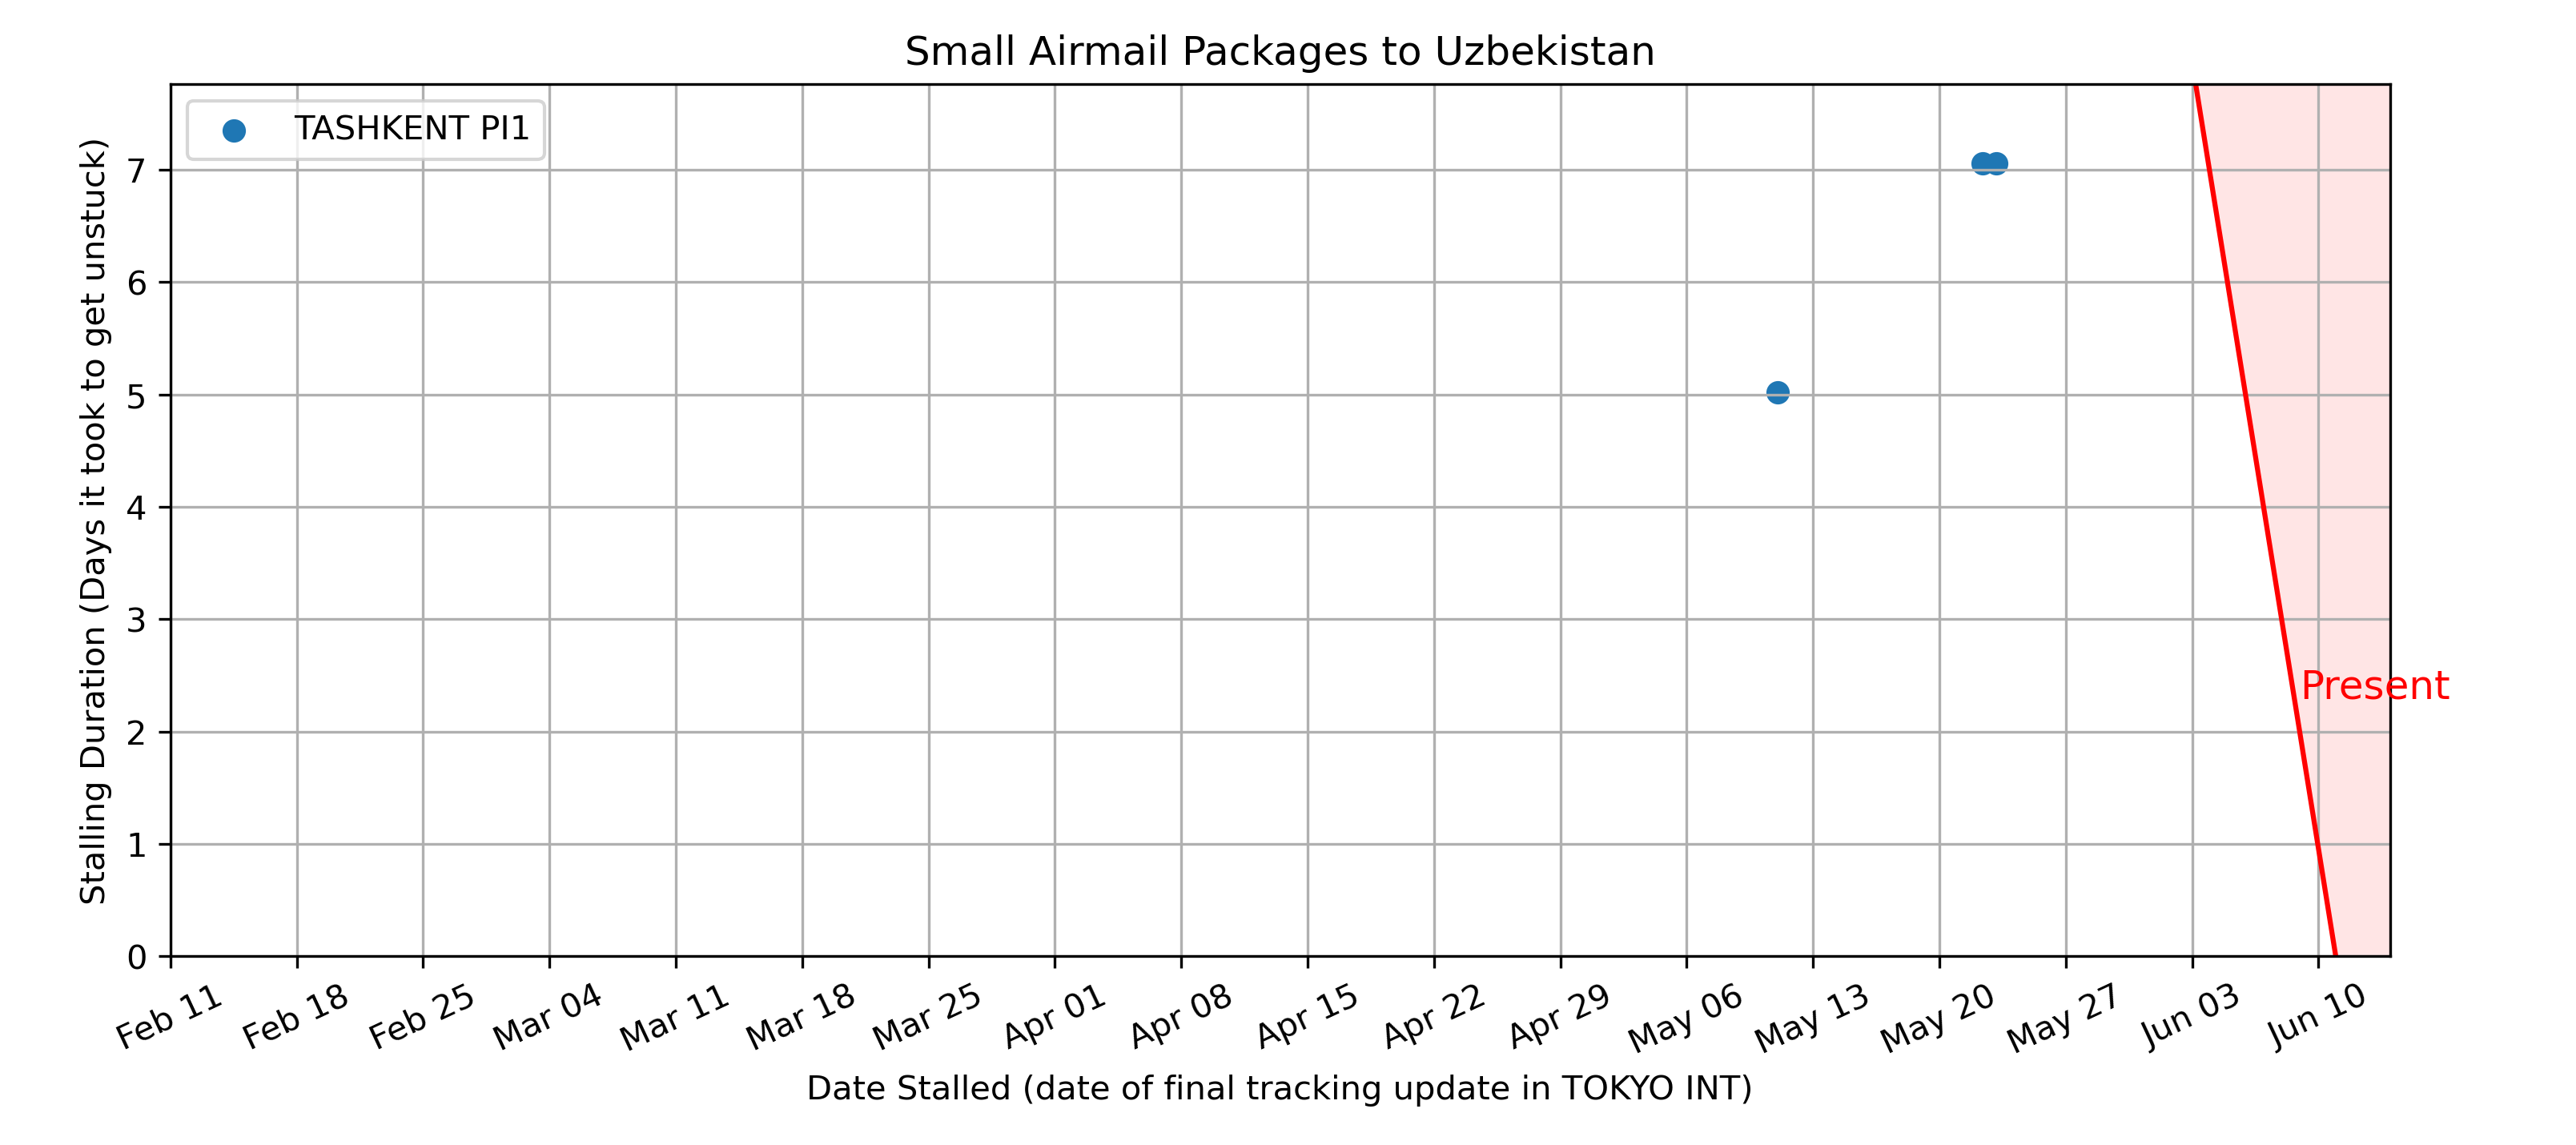 Small Airmail Packages to Uzbekistan
TASHKENT PI1
Stalling Duration (Days it took to get unstuck)
7
6
5
4
3
2
1
0
Present
Feb 11
Feb 18
Feb 25
Mar 04
Mar 11
Mar 18
Mar 25
Apr 01
Apr 08
Apr 15
Apr 22
Apr 29
May 06
May 13
May 20
May 27
Jun 03
Jun 10
Date Stalled (date of final tracking update in TOKYO INT)